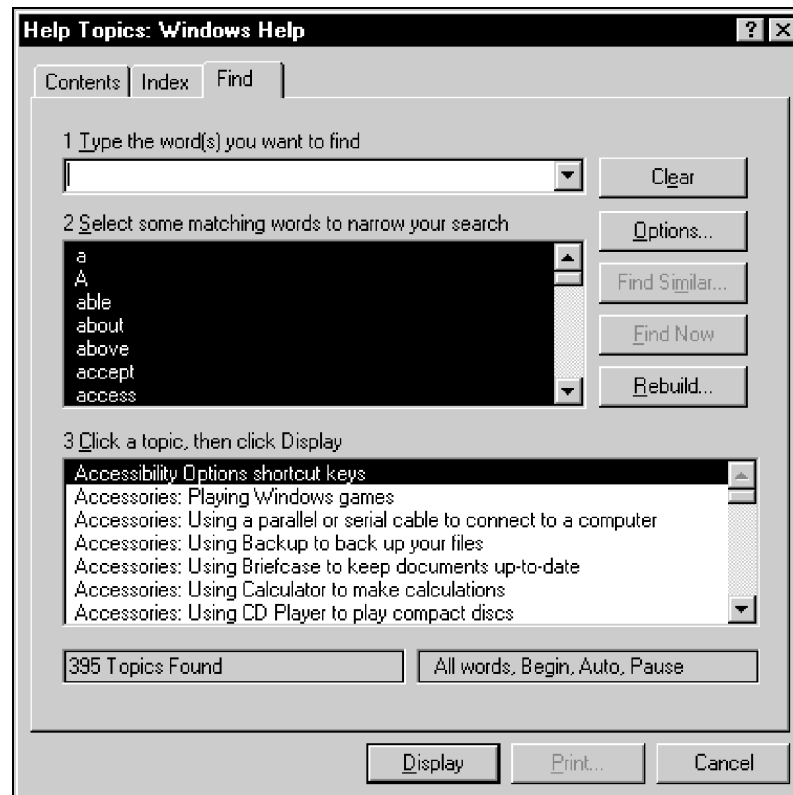 Help Topics: Windows Help
Contents Index Find
1 Type the word(s) you want to find
Clear
2 Select some matching words to narrow your search
Options...
a
A
able
about
above
accept
access
Find Similar...
Find Now
Rebuild...
3 Click a topic, then click Display
Accessibility Options shortcut keys
Accessories: Playing Windows games
Accessories: Using a parallel or serial cable to connect to a computer
Accessories: Using Backup to back up your files
Accessories: Using Briefcase to keep documents up-to-date
Accessories: Using Calculator to make calculations
Accessories: Using CD Player to play compact discs
395 Topics Found
All words, Begin, Auto, Pause
Display Print... Cancel